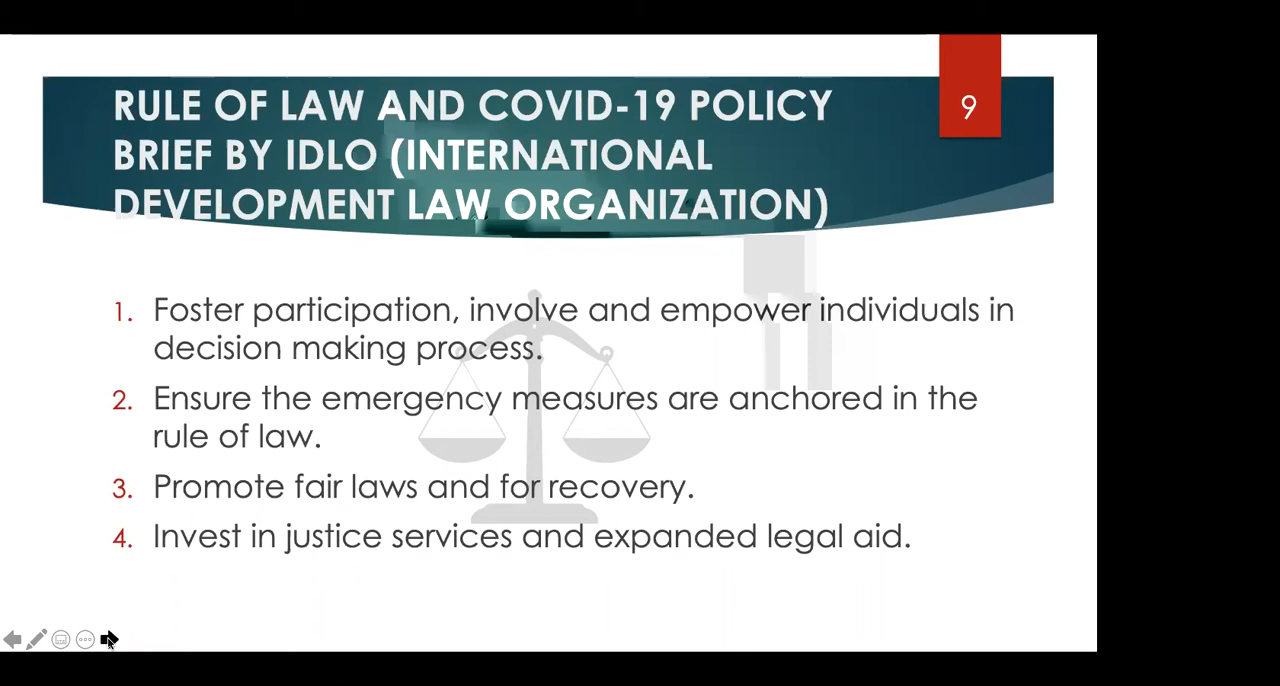 9
RULE OF LAW AND COVID-19 POLICY
BRIEF BY IDLO (INTERNATIONAL
DEVELOPMENT LAW ORGANIZATION)
1. Foster participation, involve and empower individuals in
decision making process.
2. Ensure the emergency measures are anchored in the
rule of law.
3. Promote fair laws and for recovery.
4. Invest in justice services and expanded legal aid.